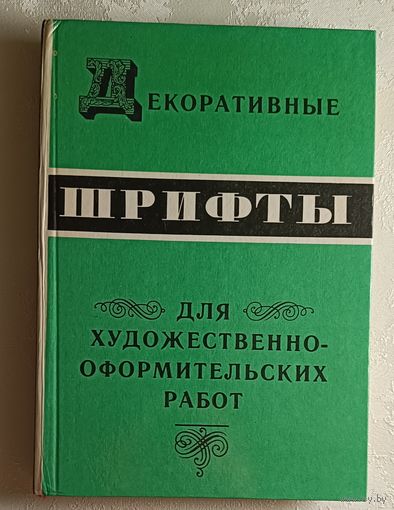 ДЕКОРАТИВНЫЕ
ШРИФТЫ
ДЛЯ
ХУДОЖЕСТВЕННО-
ОФОРМИТЕЛЬСКИХ
РАБОТ